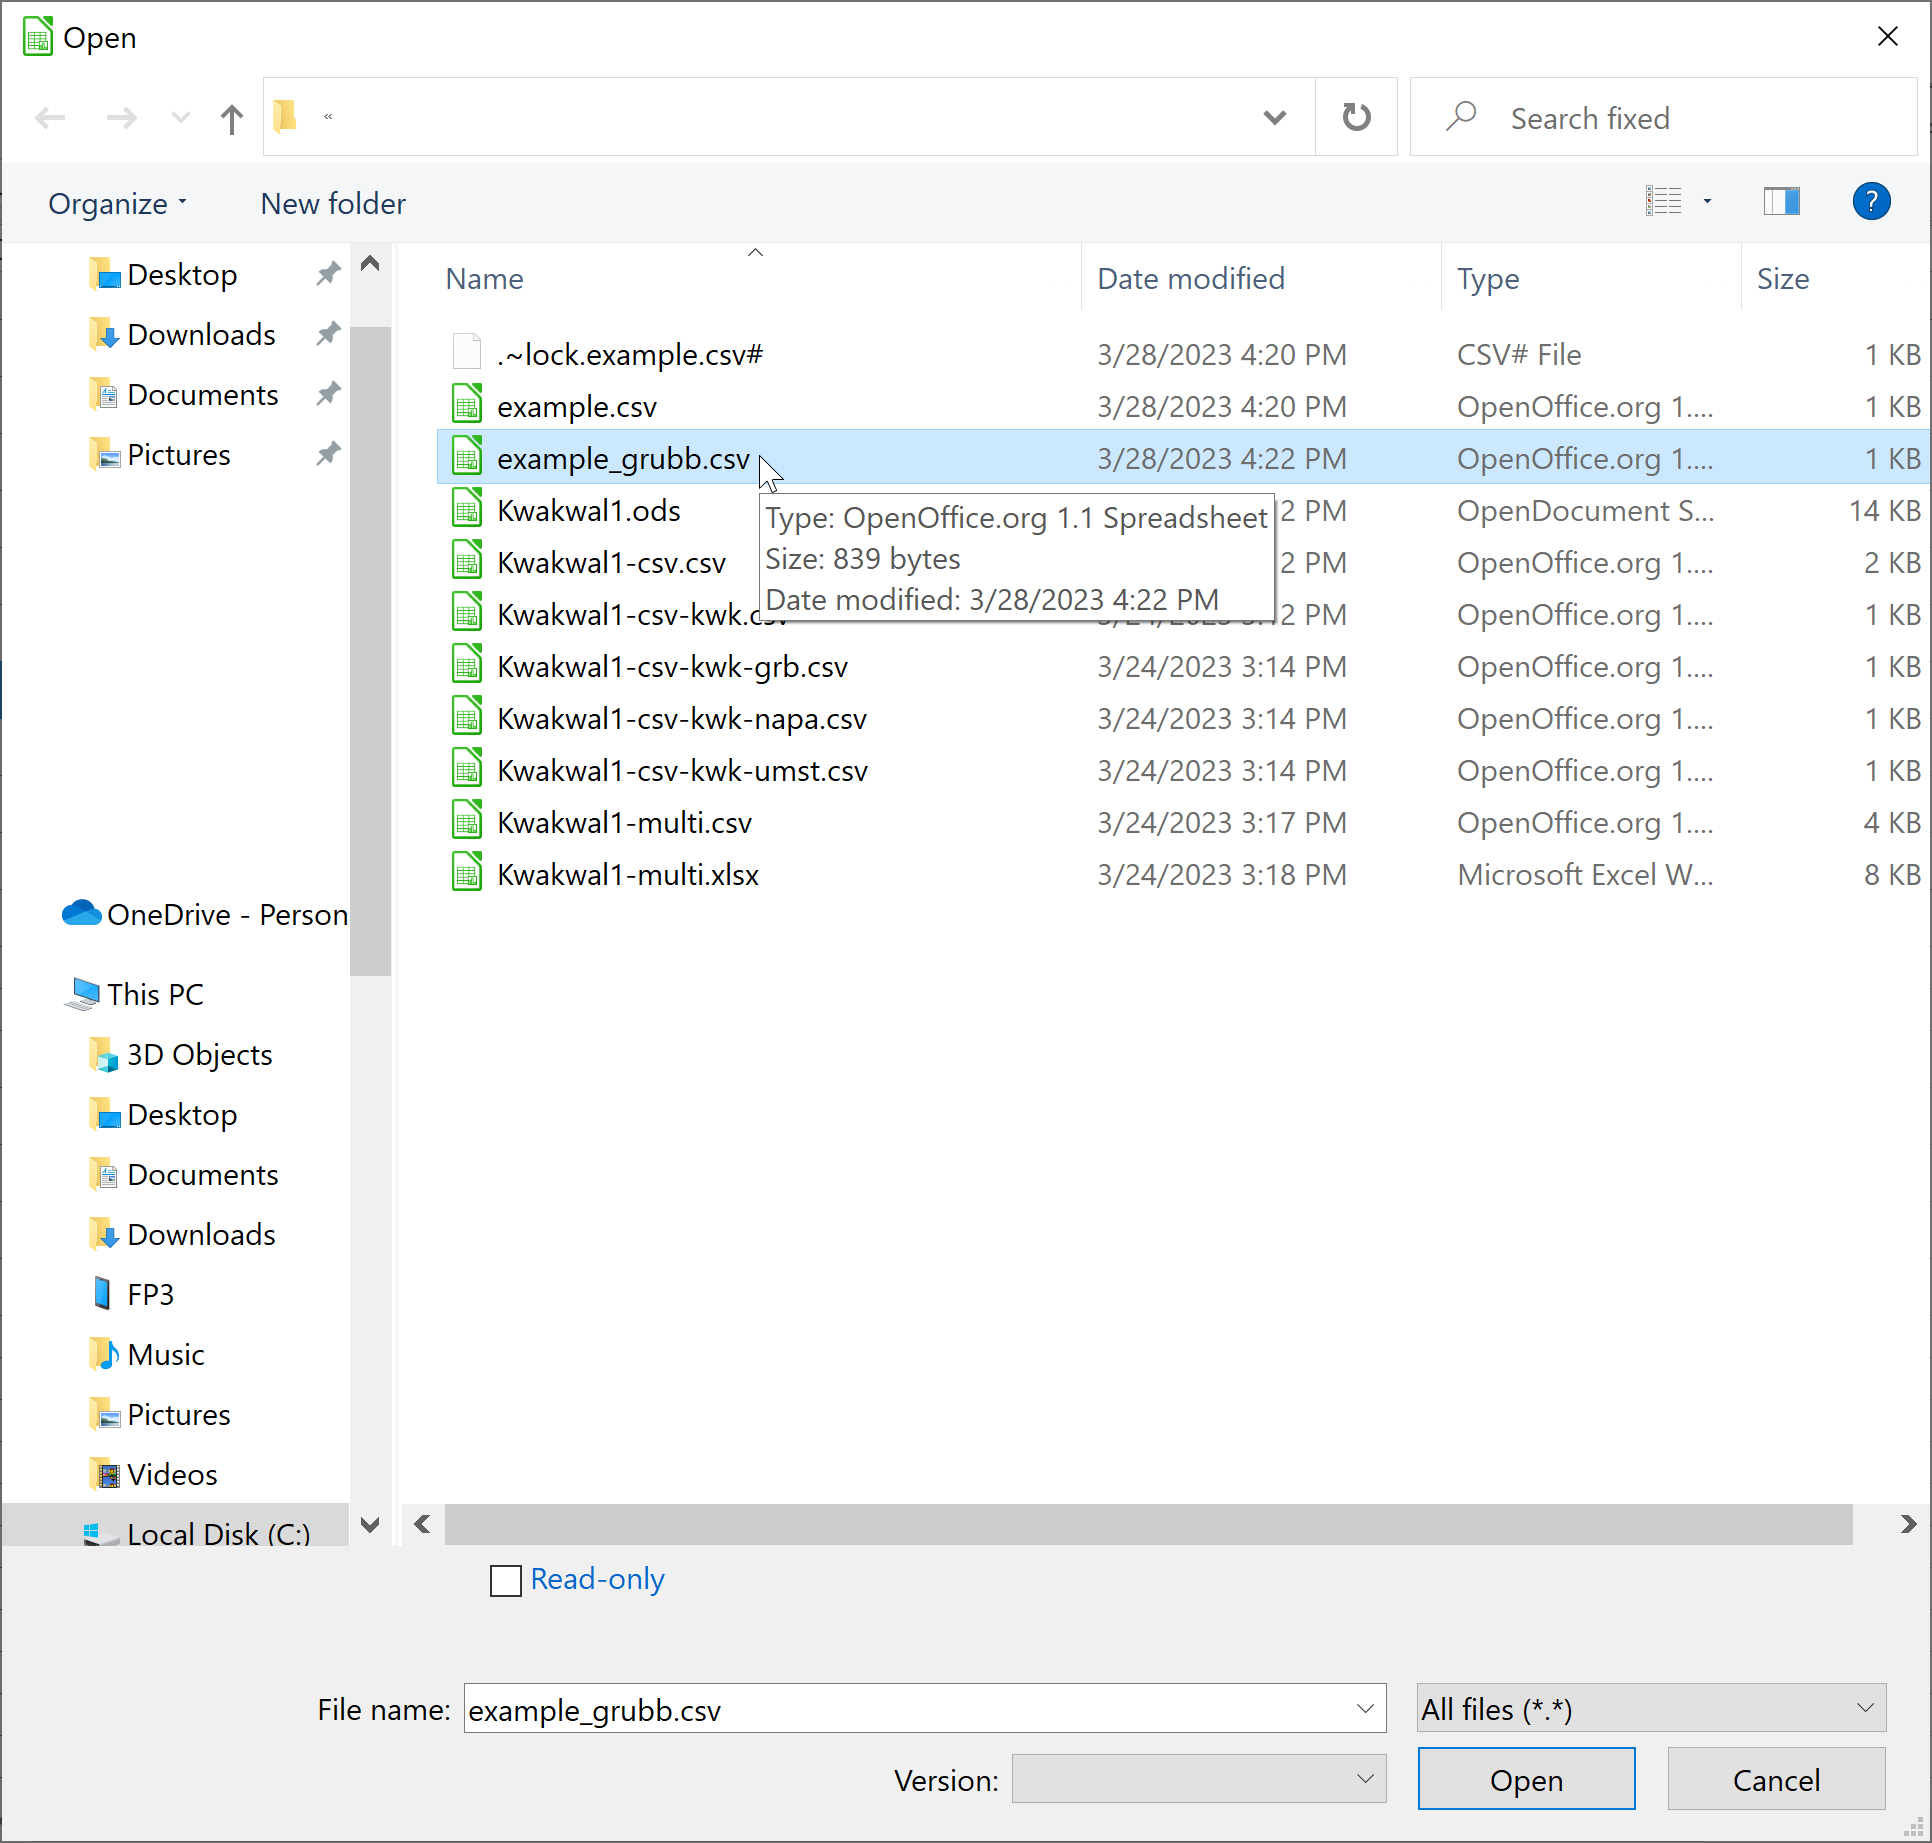 Open
«
Search fixed
Organize
New folder
?
Desktop
Downloads
Documents
Pictures
OneDrive - Person
This PC
3D Objects
Desktop
Documents
Downloads
FP3
Music
Pictures
Videos
Local Disk (C:)
Name Date modified Type Size
.~lock.example.csv# 3/28/2023 4:20 PM CSV# File 1 KB
example.csv 3/28/2023 4:20 PM OpenOffice.org 1.... 1 KB
example_grubb.csv 3/28/2023 4:22 PM OpenOffice.org 1.... 1 KB
Kwakwal1.ods 2 PM OpenDocument S... 14 KB
Kwakwal1-csv.csv 2 PM OpenOffice.org 1.... 2 KB
Kwakwal1-csv-kwk.csv 3/24/2023 3:12 PM OpenOffice.org 1.... 1 KB
Kwakwal1-csv-kwk-grb.csv 3/24/2023 3:14 PM OpenOffice.org 1.... 1 KB
Kwakwal1-csv-kwk-napa.csv 3/24/2023 3:14 PM OpenOffice.org 1.... 1 KB
Kwakwal1-csv-kwk-umst.csv 3/24/2023 3:14 PM OpenOffice.org 1.... 1 KB
Kwakwal1-multi.csv 3/24/2023 3:17 PM OpenOffice.org 1.... 4 KB
Kwakwal1-multi.xlsx 3/24/2023 3:18 PM Microsoft Excel W... 8 KB
Type: OpenOffice.org 1.1 Spreadsheet
Size: 839 bytes
Date modified: 3/28/2023 4:22 PM
Read-only
File name: example_grubb.csv All files (*.*)
Version: Open Cancel